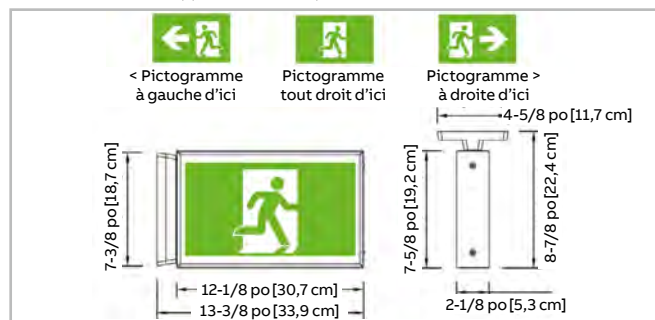 < Pictogramme
à gauche d'ici
Pictogramme
tout droit d'ici
Pictogramme >
à droite d'ici
4-5/8 po [11,7 cm]
7-3/8 po [18,7 cm]
7-5/8 po [19,2 cm]
8-7/8 po [22,4 cm]
12-1/8 po [30,7 cm]
13-3/8 po [33,9 cm]
2-1/8 po [5,3 cm]